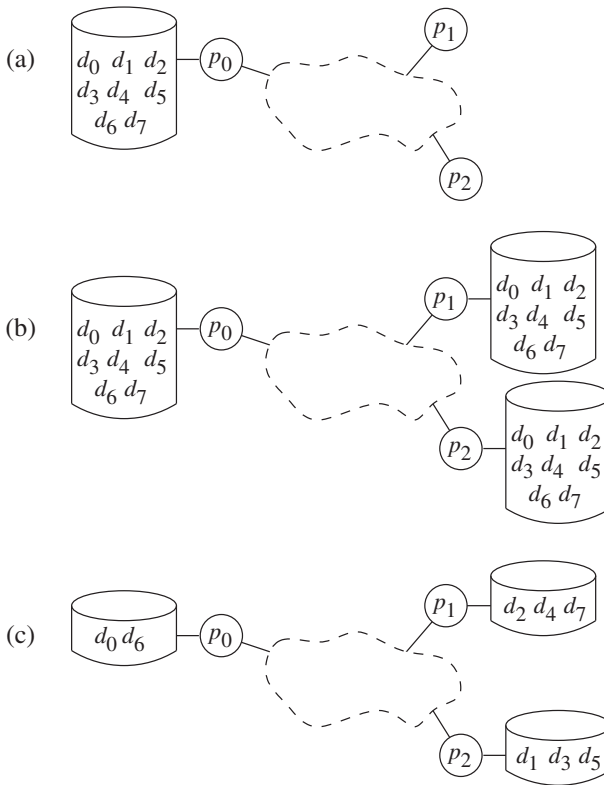 (a)
d0 d1 d2
d3 d4 d5
d6 d7
p0
p1
p2
(b)
d0 d1 d2
d3 d4 d5
d6 d7
p0
p1
d0 d1 d2
d3 d4 d5
d6 d7
p2
d0 d1 d2
d3 d4 d5
d6 d7
(c)
d0 d6
p0
p1
d2 d4 d7
p2
d1 d3 d5